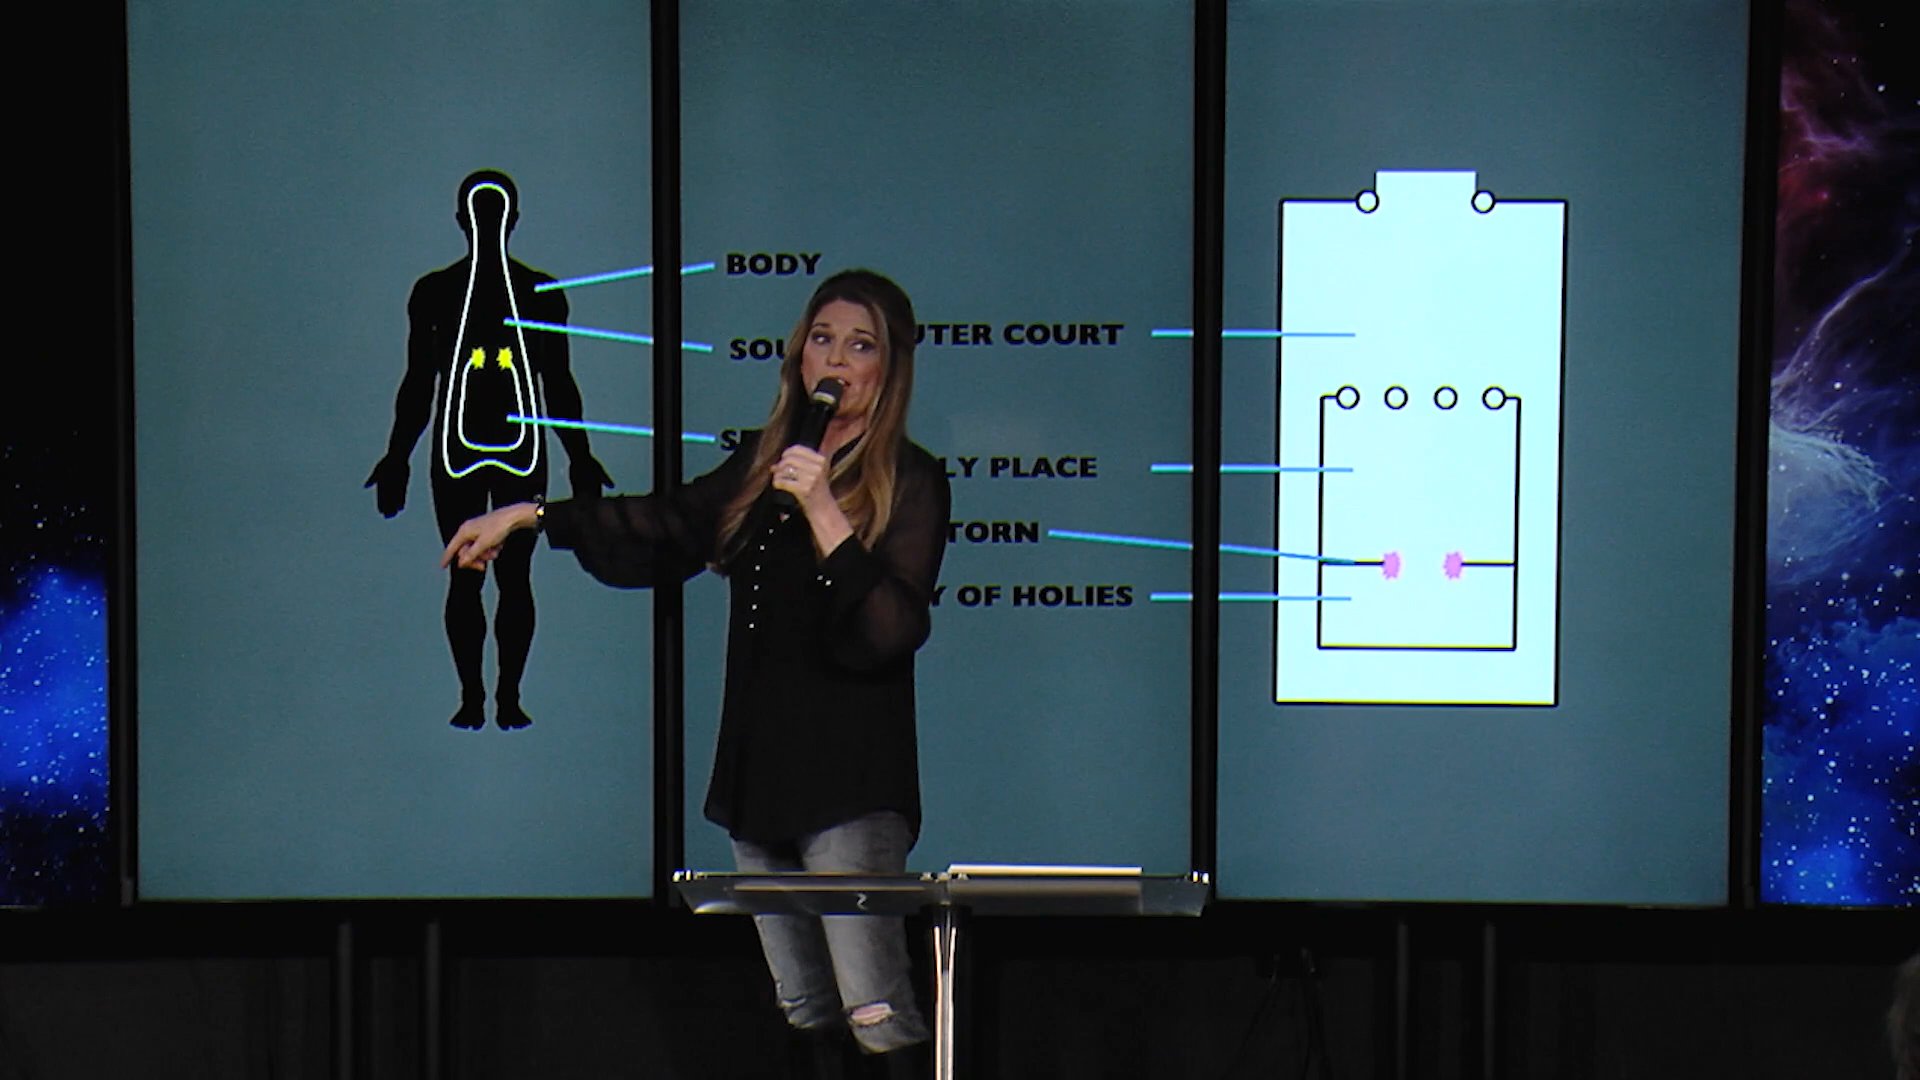 BODY
UTER COURT
SOU
LY PLACE
TORN
Y OF HOLIES